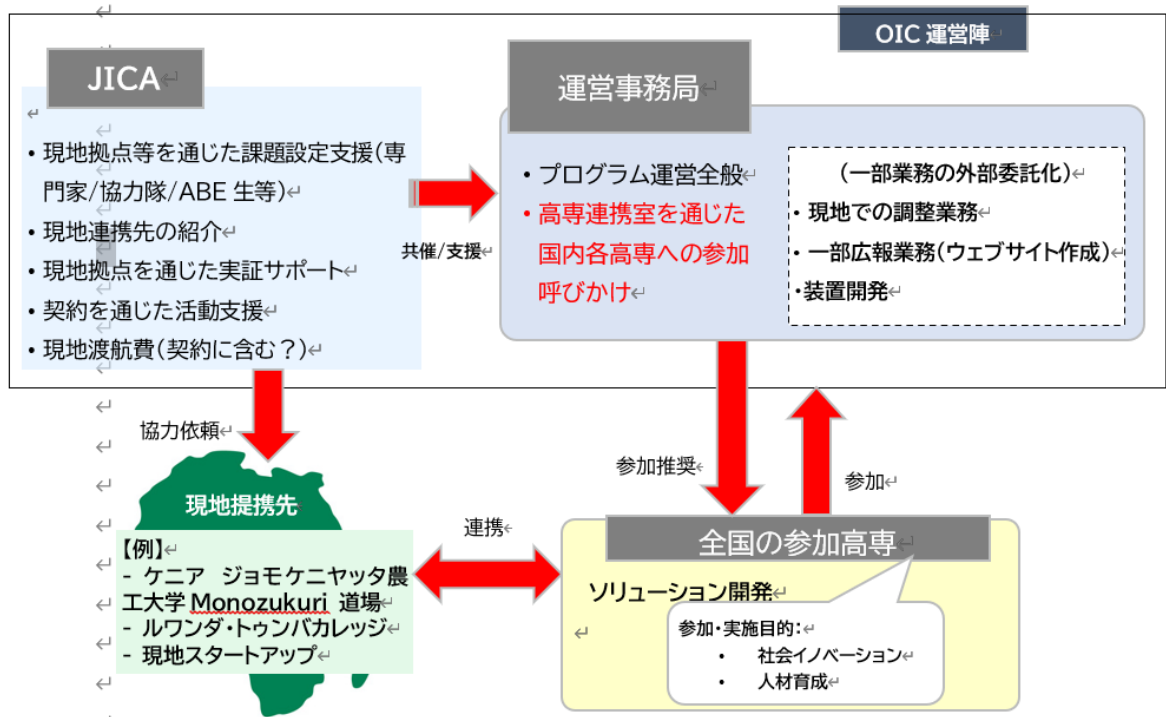 OIC 運営陣
JICA
・現地拠点等を通じた課題設定支援(専
門家/協力隊/ABE 生等)
・現地連携先の紹介
・現地拠点を通じた実証サポート
・契約を通じた活動支援
・現地渡航費(契約に含む？)
共催/支援
運営事務局
・プログラム運営全般
・高専連携室を通じた
国内各高専への参加
呼びかけ
(一部業務の外部委託化)
・現地での調整業務
・一部広報業務(ウェブサイト作成)
・装置開発
協力依頼
参加推奨
参加
現地提携先
【例】
- ケニア　ジョモケニヤッタ農
工大学 Monozukuri 道場
- ルワンダ・トゥンバカレッジ
- 現地スタートアップ
連携
全国の参加高専
ソリューション開発
参加・実施目的:
・ 社会イノベーション
・ 人材育成